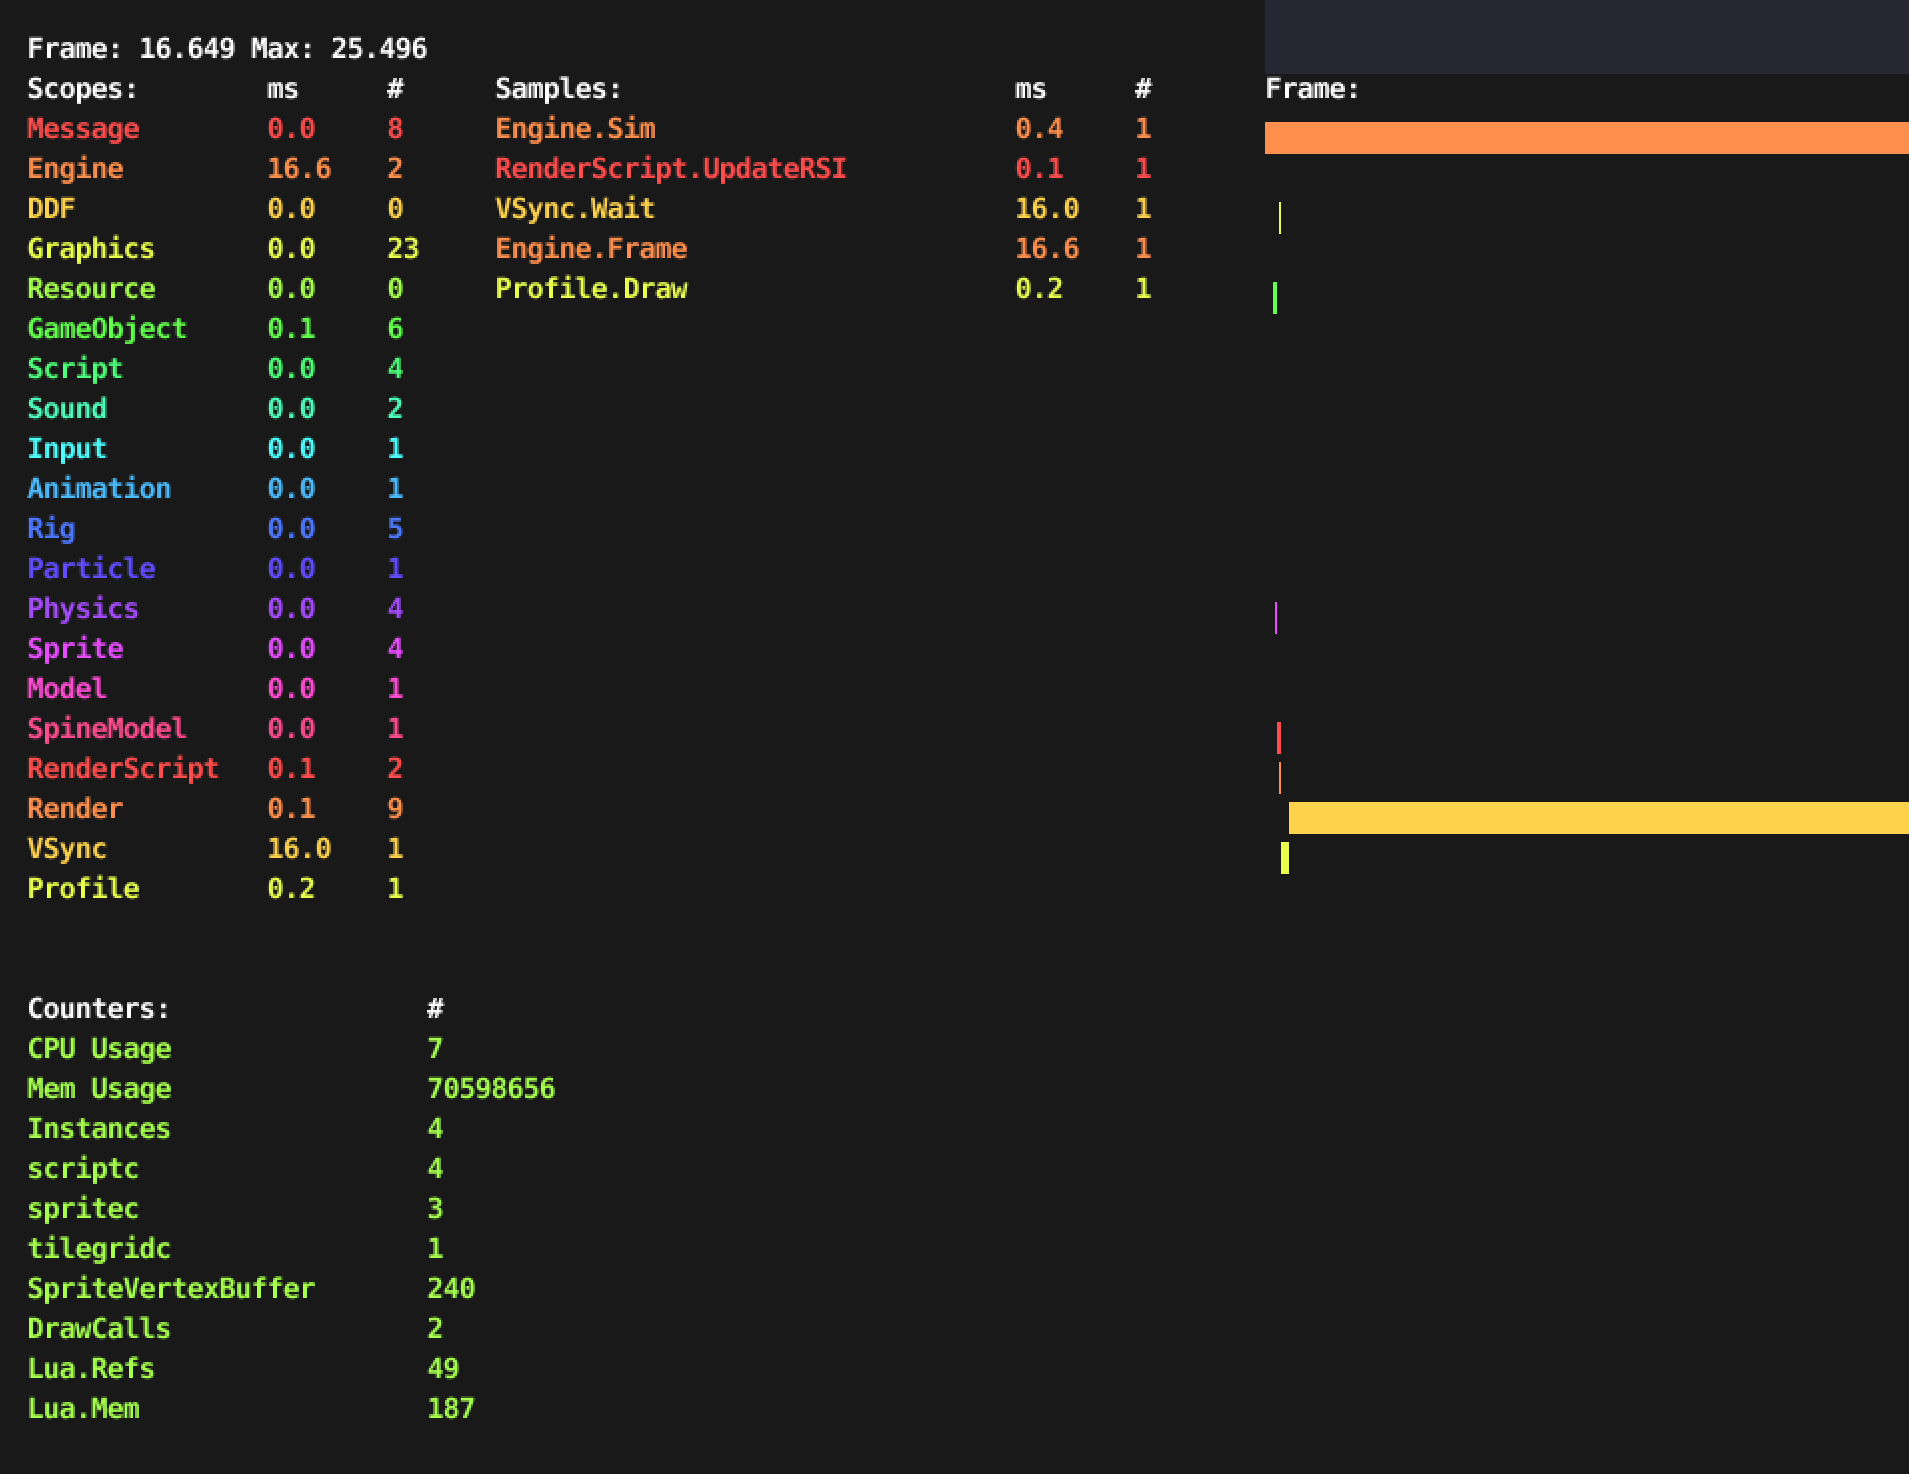 Frame: 16.649 Max: 25.496
Scopes: ms # Samples: ms # Frame:
Message 0.0 8 Engine.Sim 0.4 1
Engine 16.6 2 RenderScript.UpdateRSI 0.1 1
DDF 0.0 0 VSync.Wait 16.0 1
Graphics 0.0 23 Engine.Frame 16.6 1
Resource 0.0 0 Profile.Draw 0.2 1
GameObject 0.1 6
Script 0.0 4
Sound 0.0 2
Input 0.0 1
Animation 0.0 1
Rig 0.0 5
Particle 0.0 1
Physics 0.0 4
Sprite 0.0 4
Model 0.0 1
SpineModel 0.0 1
RenderScript 0.1 2
Render 0.1 9
VSync 16.0 1
Profile 0.2 1
Counters: #
CPU Usage 7
Mem Usage 70598656
Instances 4
scriptc 4
spritec 3
tilegridc 1
SpriteVertexBuffer 240
DrawCalls 2
Lua.Refs 49
Lua.Mem 187